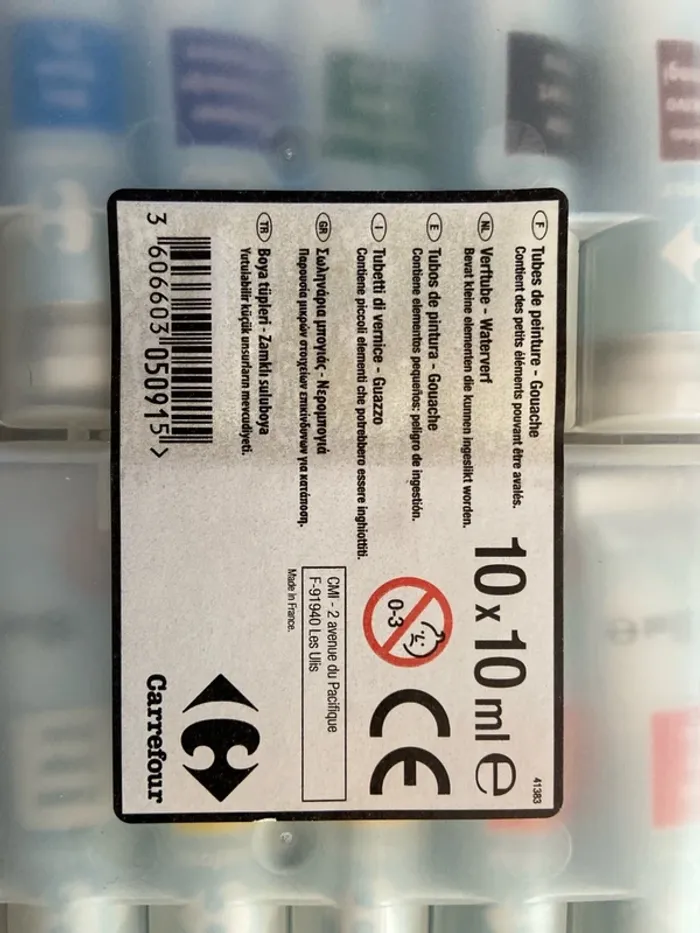 F Tubes de peinture - Gouache
Contient des petits éléments pouvant être avalés.
NL Verftube - Waterverf
Bevat kleine elementen die kunnen ingeslikt worden.
E Tubos de pintura - Gouache
Contiene elementos pequeños: peligro de ingestión.
I Tubetti di vernice - Guazzo
Contiene piccoli elementi che potrebbero essere inghiottiti.
GR Σωληνάρια μπογιάς - Νερομπογιά
Παρουσία μικρών στοιχείων επικίνδυνων για κατάποση.
TR Boya tüpleri - Zamklı suluboya
Yutulabilir küçük unsurların mevcudiyeti.
3 606603 050915 >
41383
10 x 10 ml e
0-3
CE
CMI - 2 avenue du Pacifique
F-91940 Les Ulis
Made in France.
Carrefour